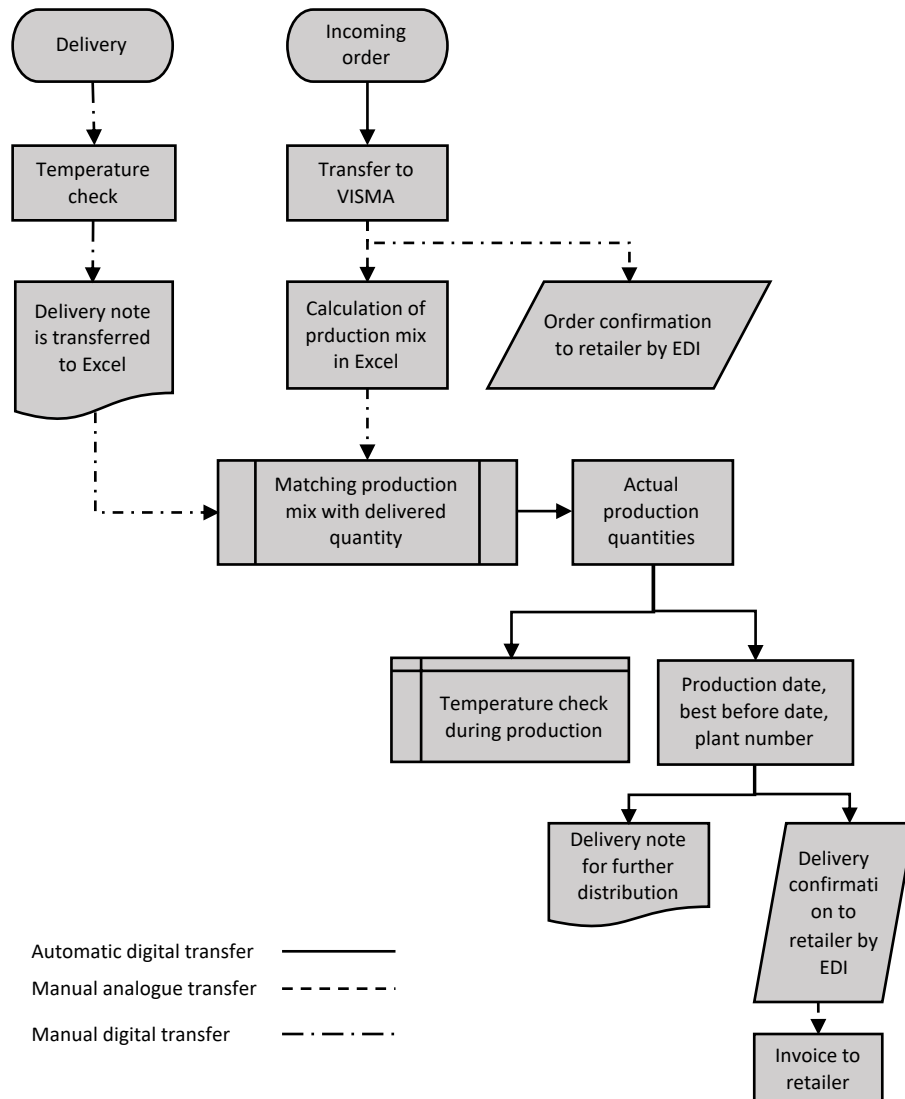 Delivery
Incoming
order
Temperature
check
Transfer to
VISMA
Delivery note
is transferred
to Excel
Calculation of
prduction mix
in Excel
Order confirmation
to retailer by EDI
Matching production
mix with delivered
quantity
Actual
production
quantities
Temperature check
during production
Production date,
best before date,
plant number
Delivery note
for further
distribution
Delivery
confirmati
on to
retailer by
EDI
Automatic digital transfer
Manual analogue transfer
Manual digital transfer
Invoice to
retailer